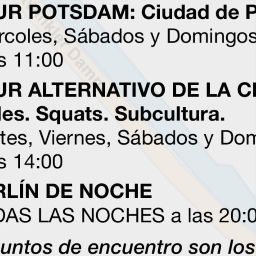 UR POTSDAM: Ciudad de P
rcoles, Sábados y Domingos
s 11:00
UR ALTERNATIVO DE LA C
les. Squats. Subcultura.
tes, Viernes, Sábados y Dom
s 14:00
RLÍN DE NOCHE
DAS LAS NOCHES a las 20:0
untos de encuentro son los